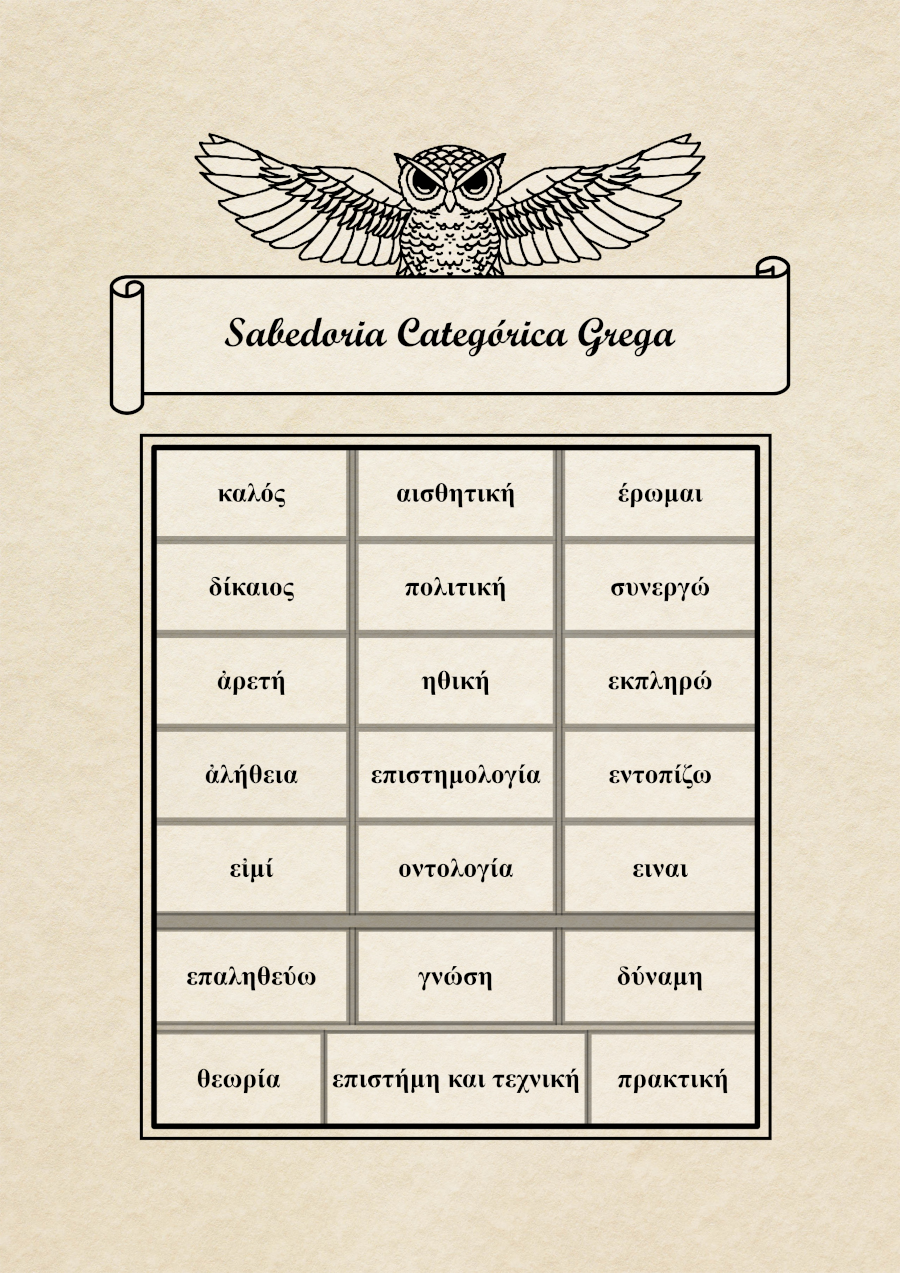 Sabedoria Categórica Grega
καλός αισθητική έρωμαι
δίκαιος πολιτική συνεργώ
ἀρετή ηθική εκπληρώ
ἀλήθεια επιστημολογία εντοπίζω
εἰμί οντολογία ειναι
επαληθεύω γνώση δύναμη
θεωρία επιστήμη και τεχνική πρακτική